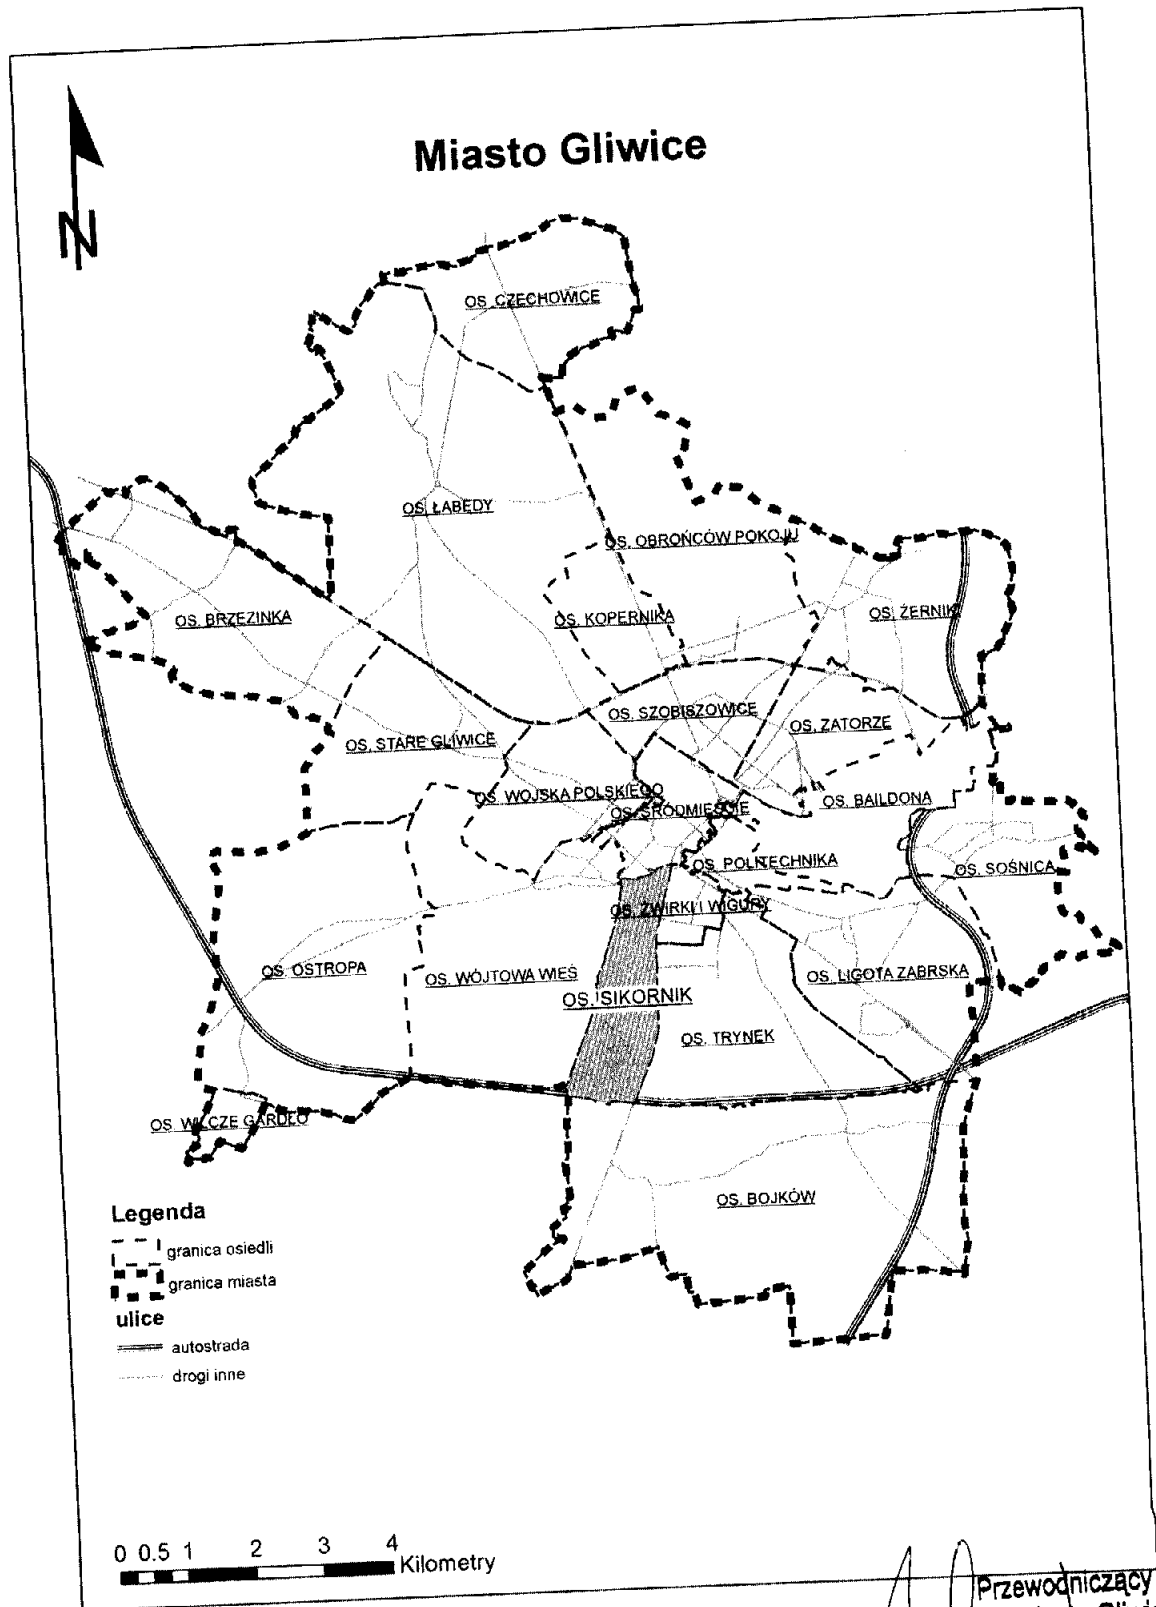 Miasto Gliwice
N
OS. CZECHOWICE
OS. ŁABĘDY
OS. OBROŃCÓW POKOJU
OS. BRZEZINKA
OS. KOPERNIKA
OS. ŻERNIKI
OS. SZOBISZOWICE
OS. ZATORZE
OS. STARE GLIWICE
OS. WOJSKA POLSKIEGO
OS. ŚRÓDMIEŚCIE
OS. BAILDONA
OS. POLITECHNIKA
OS. SOŚNICA
OS. ŻWIRKI I WIGURY
OS. OSTROPA
OS. WÓJTOWA WIEŚ
OS. LIGOTA ZABRSKA
OS. SIKORNIK
OS. TRYNEK
OS. WILCZE GARDŁO
OS. BOJKÓW
Legenda
granica osiedli
granica miasta
ulice
autostrada
drogi inne
0 0.5 1 2 3 4
Kilometry
Przewodniczący